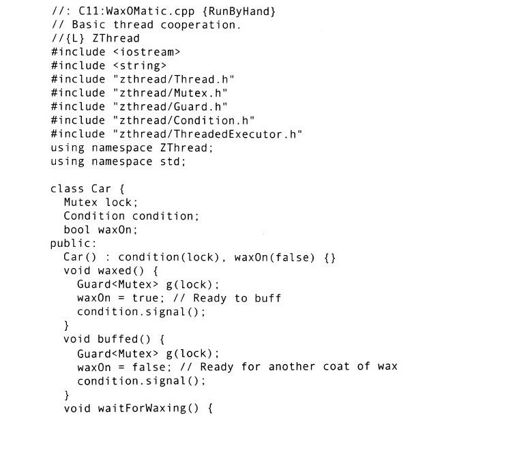 //: C11:WaxOMatic.cpp {RunByHand}
// Basic thread cooperation.
//{L} ZThread
#include <iostream>
#include <string>
#include "zthread/Thread.h"
#include "zthread/Mutex.h"
#include "zthread/Guard.h"
#include "zthread/Condition.h"
#include "zthread/ThreadedExecutor.h"
using namespace ZThread;
using namespace std;

class Car {
  Mutex lock;
  Condition condition;
  bool waxOn;
public:
  Car() : condition(lock), waxOn(false) {}
  void waxed() {
    Guard<Mutex> g(lock);
    waxOn = true; // Ready to buff
    condition.signal();
  }
  void buffed() {
    Guard<Mutex> g(lock);
    waxOn = false; // Ready for another coat of wax
    condition.signal();
  }
  void waitForWaxing() {